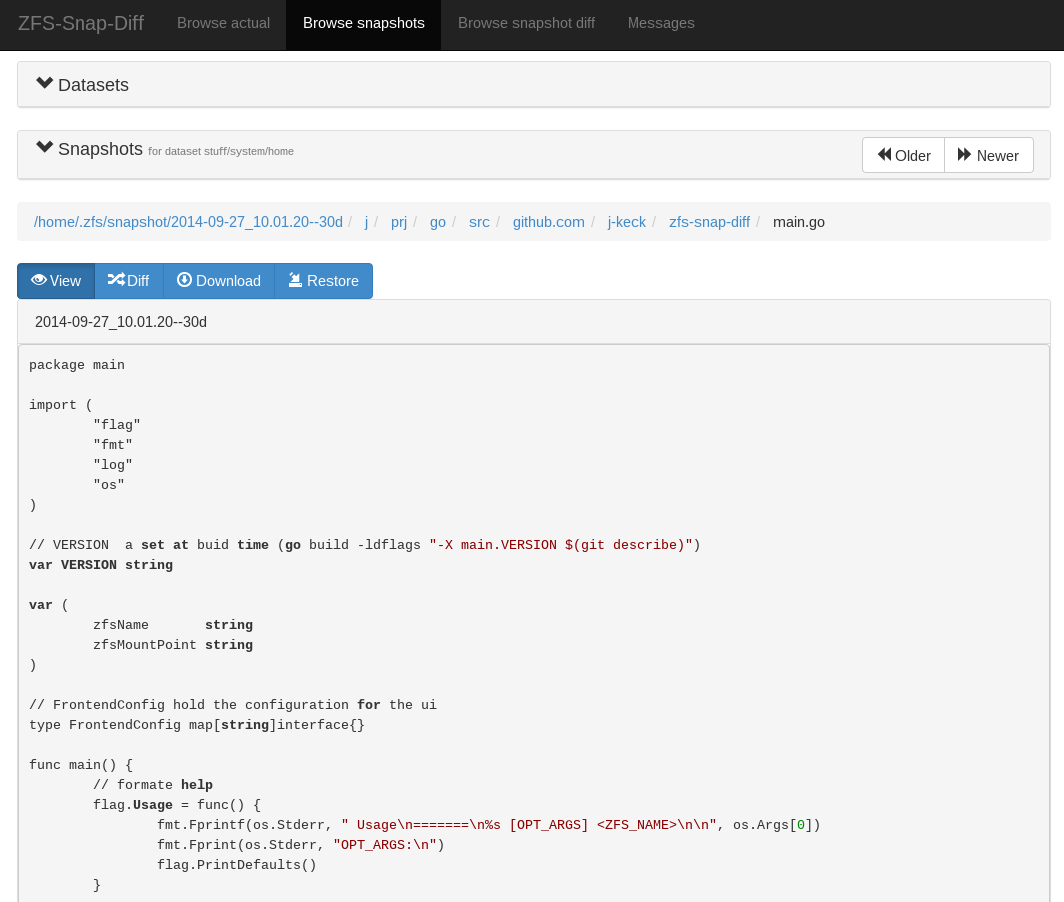 ZFS-Snap-Diff Browse actual Browse snapshots Browse snapshot diff Messages
Datasets
Snapshots for dataset stuff/system/home Older Newer
/home/.zfs/snapshot/2014-09-27_10.01.20--30d / j / prj / go / src / github.com / j-keck / zfs-snap-diff / main.go
View Diff Download Restore
2014-09-27_10.01.20--30d
package main
import (
"flag"
"fmt"
"log"
"os"
)
// VERSION  a set at buid time (go build -ldflags "-X main.VERSION $(git describe)")
var VERSION string
var (
zfsName       string
zfsMountPoint string
)
// FrontendConfig hold the configuration for the ui
type FrontendConfig map[string]interface{}
func main() {
// formate help
flag.Usage = func() {
fmt.Fprintf(os.Stderr, " Usage\n=======\n%s [OPT_ARGS] <ZFS_NAME>\n\n", os.Args[0])
fmt.Fprint(os.Stderr, "OPT_ARGS:\n")
flag.PrintDefaults()
}